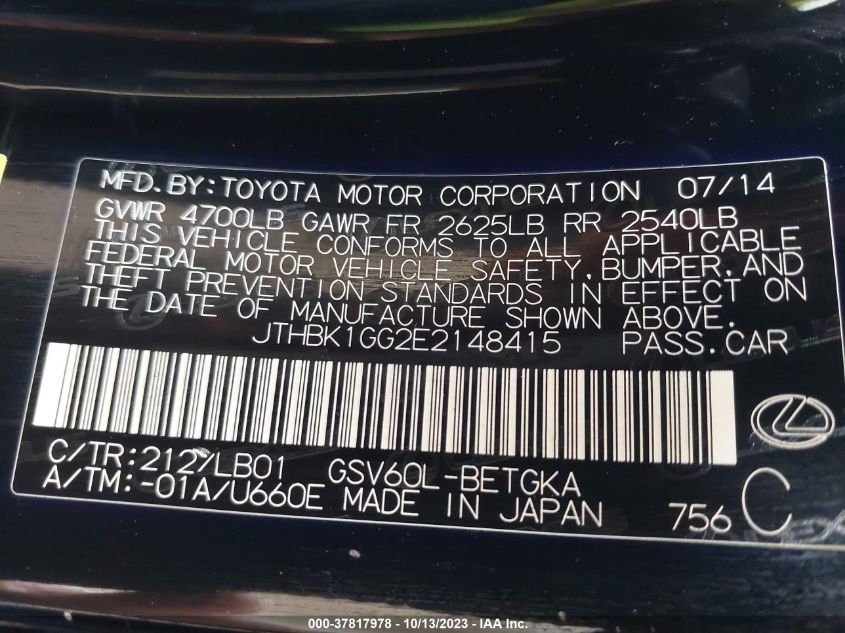 MFD.BY:TOYOTA MOTOR CORPORATION 07/14
GVWR 4700LB GAWR FR 2625LB RR 2540LB
THIS VEHICLE CONFORMS TO ALL APPLICABLE
FEDERAL MOTOR VEHICLE SAFETY, BUMPER, AND
THEFT PREVENTION STANDARDS IN EFFECT ON
THE DATE OF MANUFACTURE SHOWN ABOVE.
JTHBK1GG2E2148415 PASS.CAR
C/TR:212/LB01 GSV60L-BETGKA
A/TM:-01A/U660E MADE IN JAPAN 756 C
000-37817978 - 10/13/2023 - IAA Inc.